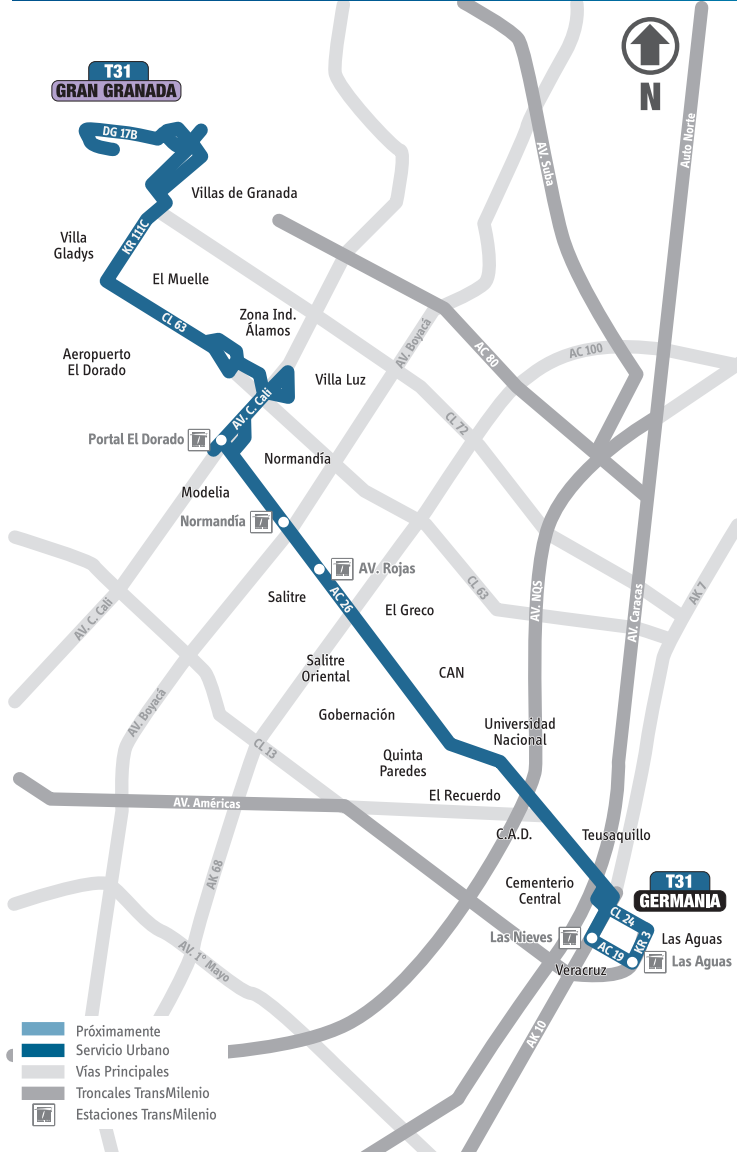 T31
GRAN GRANADA
N
DG 17B
AV. Suba
Auto Norte
Villas de Granada
KR 111C
Villa
Gladys
El Muelle
CL 63
Zona Ind.
Álamos
Aeropuerto
El Dorado
AV. Boyacá
AC 80
AC 100
Villa Luz
AV. C. Cali
CL 72
Portal El Dorado
Normandía
Modelia
Normandía
AV. Rojas
Salitre
AC 26
El Greco
CL 63
AV. NQS
AV. Caracas
AK 7
AV. C. Cali
Salitre
Oriental
CAN
AV. Boyacá
Gobernación
Universidad
Nacional
CL 13
Quinta
Paredes
El Recuerdo
AV. Américas
C.A.D.
Teusaquillo
AK 68
Cementerio
Central
T31
GERMANIA
CL 24
Las Nieves
AC 19
KR 3
Las Aguas
Las Aguas
Veracruz
AV. 1° Mayo
AK 10
Próximamente
Servicio Urbano
Vías Principales
Troncales TransMilenio
Estaciones TransMilenio